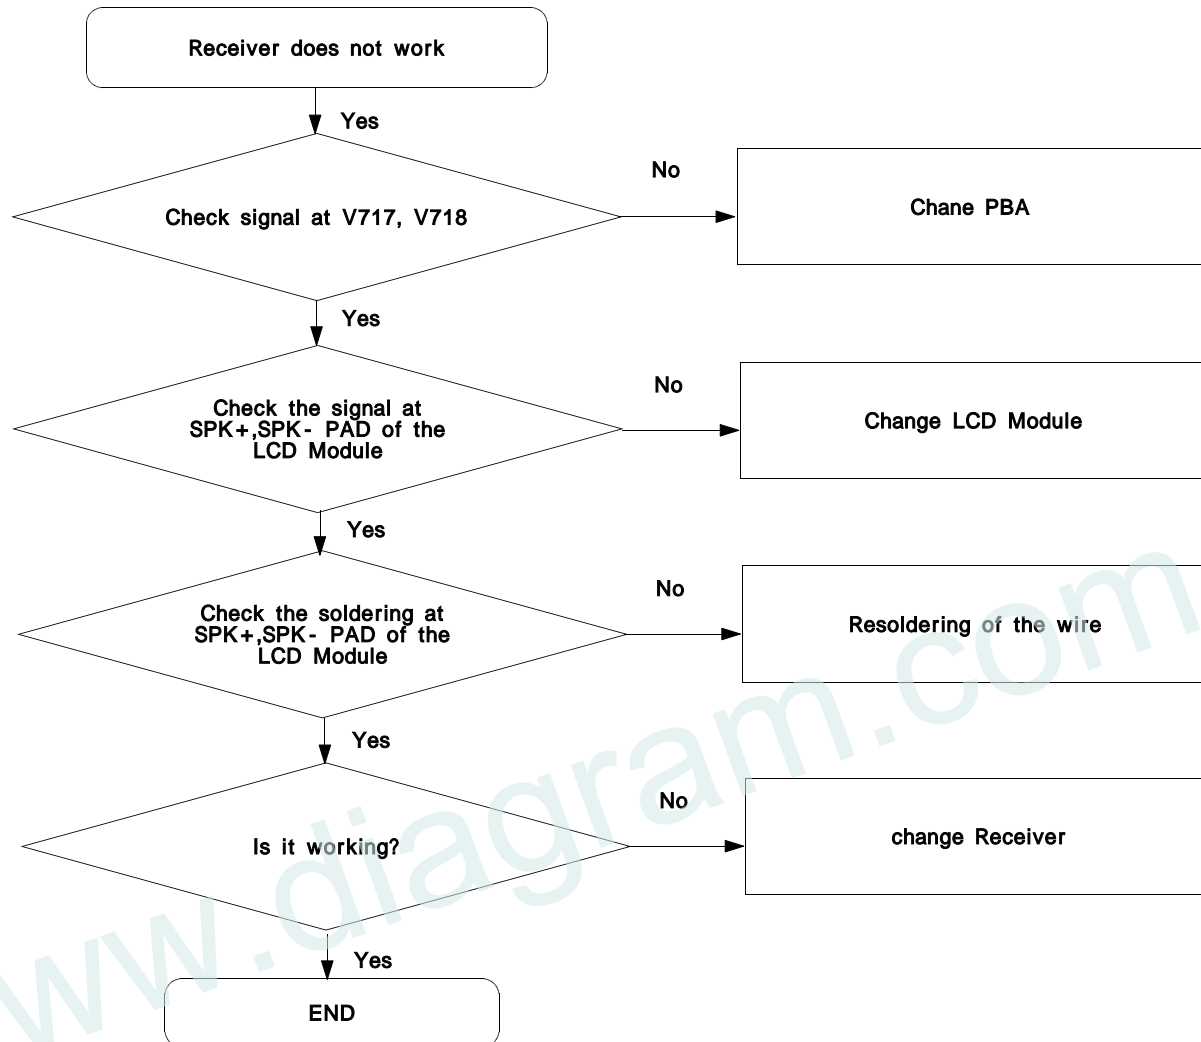 Receiver does not work
Yes
No
Check signal at V717, V718
Chane PBA
Yes
No
Check the signal at
SPK+,SPK- PAD of the
LCD Module
Change LCD Module
Yes
No
Check the soldering at
SPK+,SPK- PAD of the
LCD Module
Resoldering of the wire
Yes
No
Is it working?
change Receiver
Yes
END
ww.diagram.com